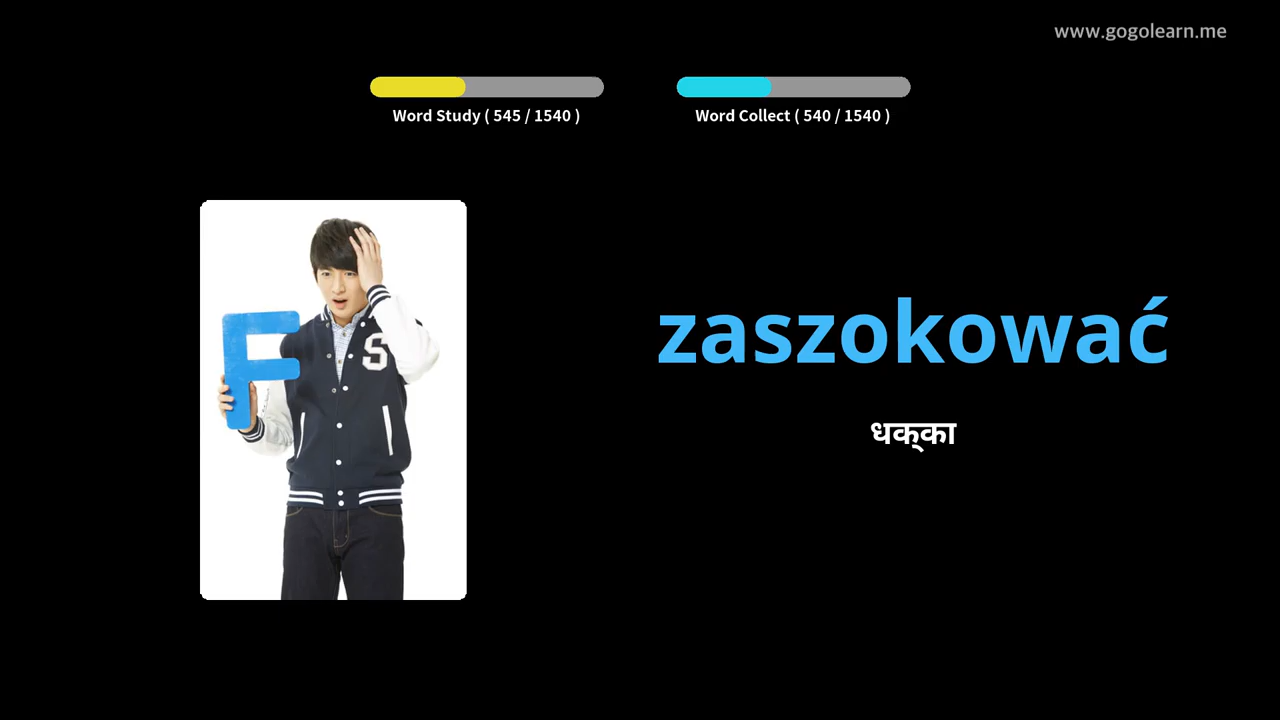 www.gogolearn.me
Word Study ( 545 / 1540 )
Word Collect ( 540 / 1540 )
F
S
zaszokować
धक्‌का